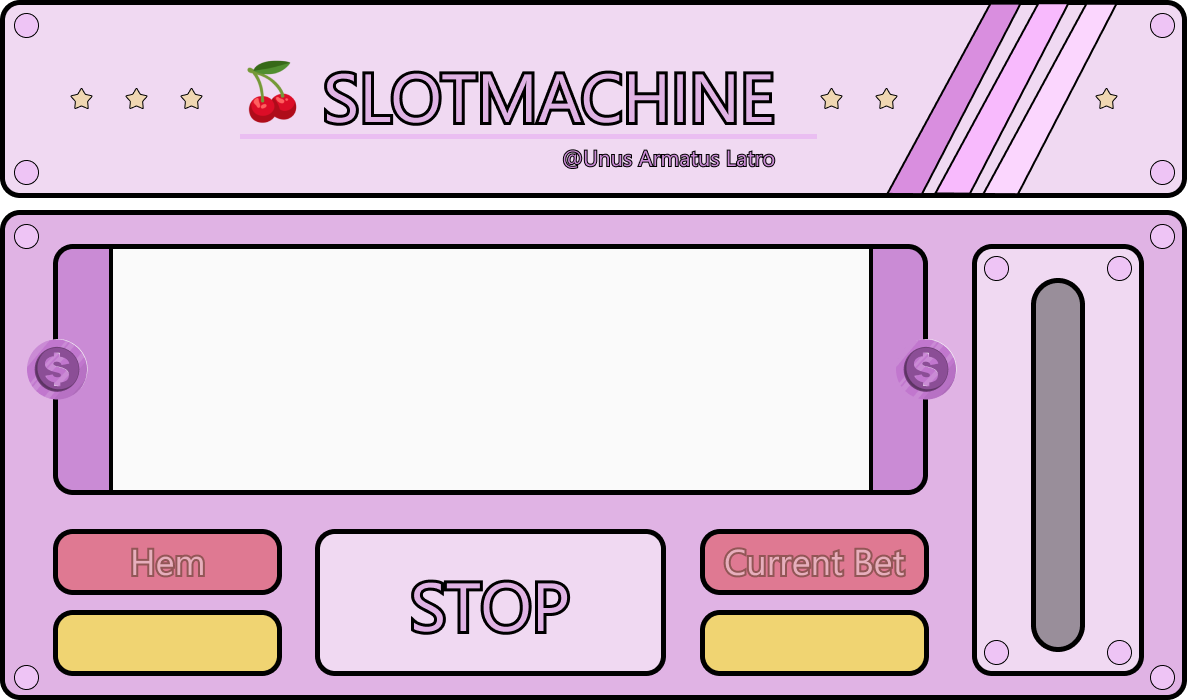 SLOTMACHINE
@Unus Armatus Latro
$
$
Hem
Current Bet
STOP